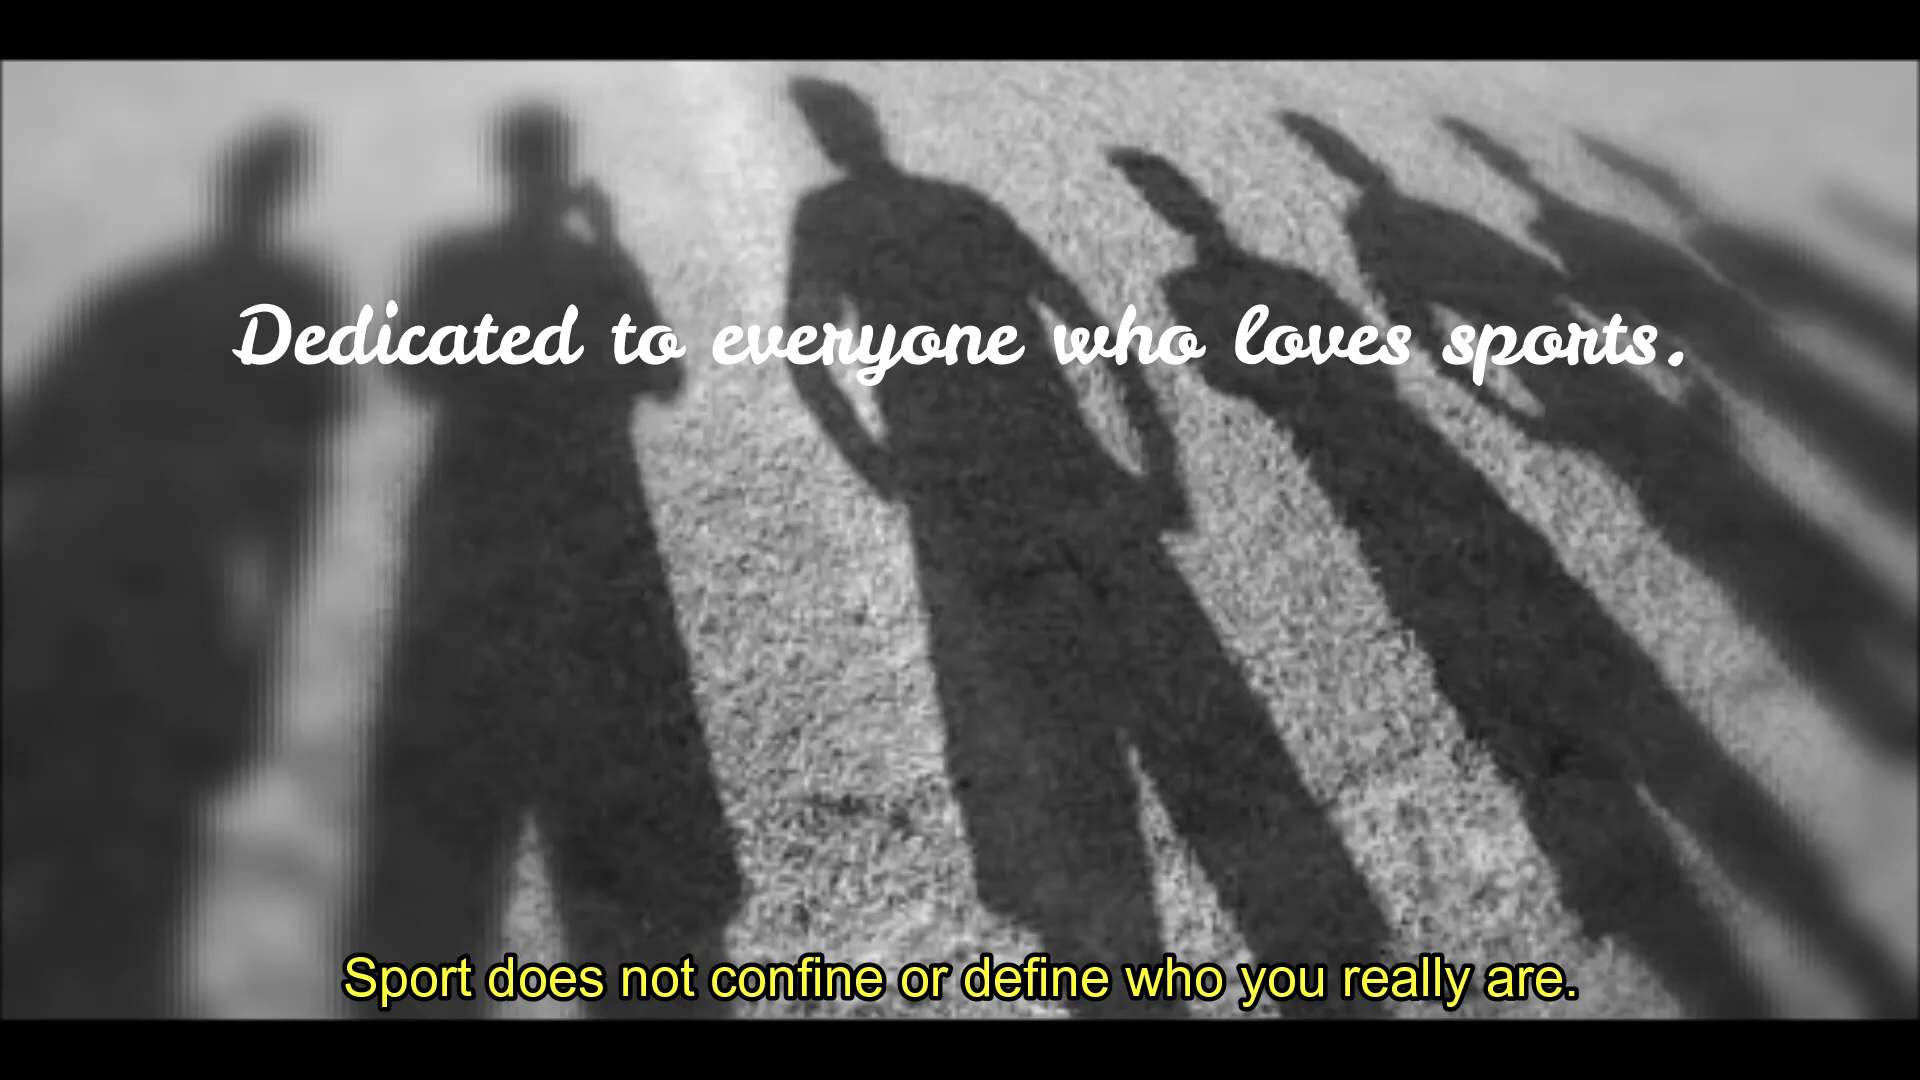 Dedicated to everyone who loves sports.
Sport does not confine or define who you really are.